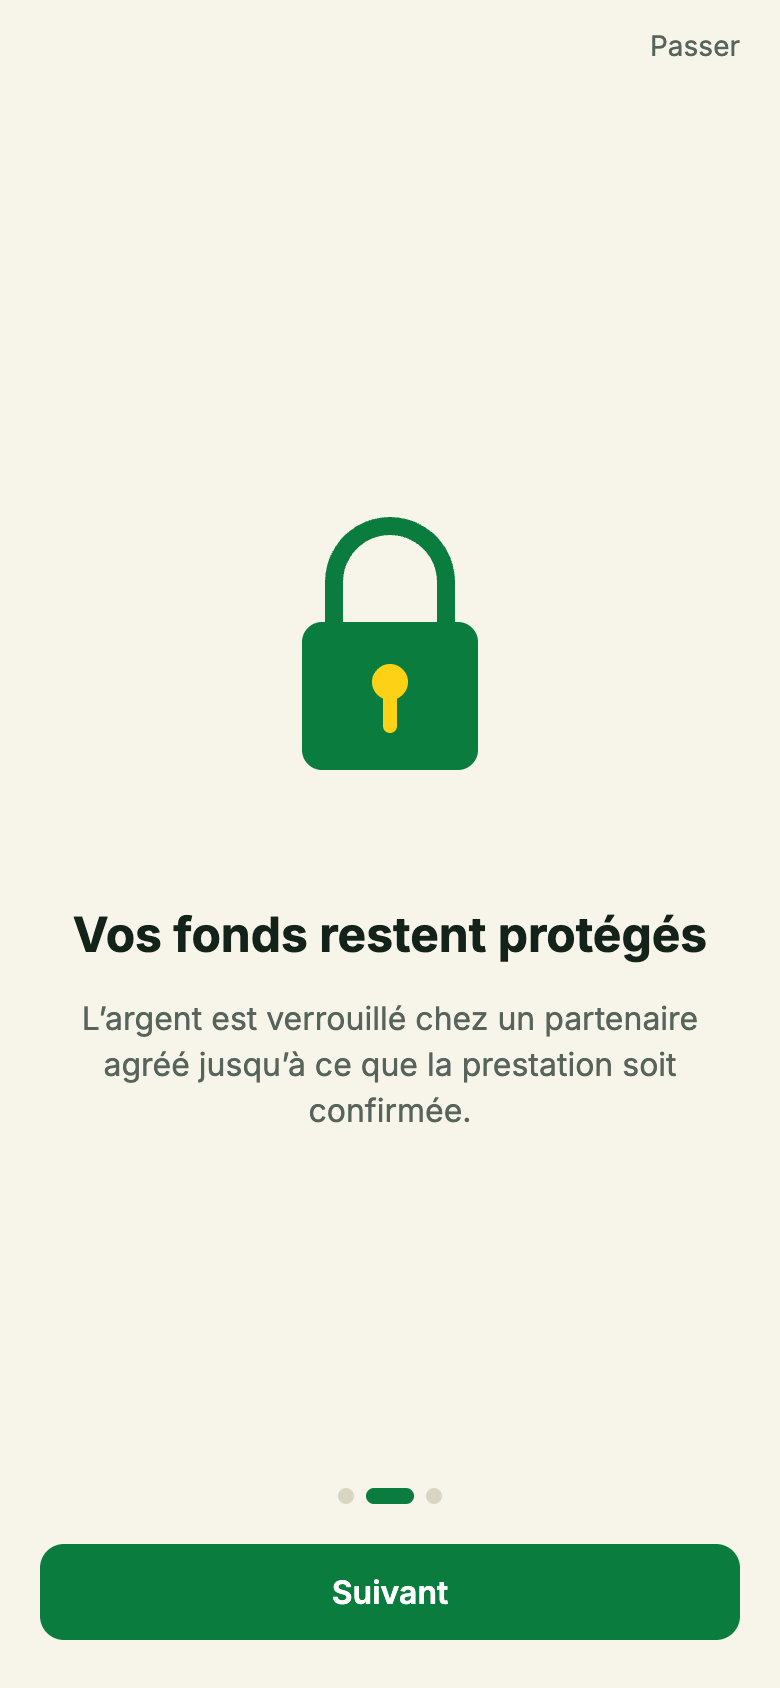 Passer
Vos fonds restent protégés
L’argent est verrouillé chez un partenaire
agréé jusqu’à ce que la prestation soit
confirmée.
Suivant